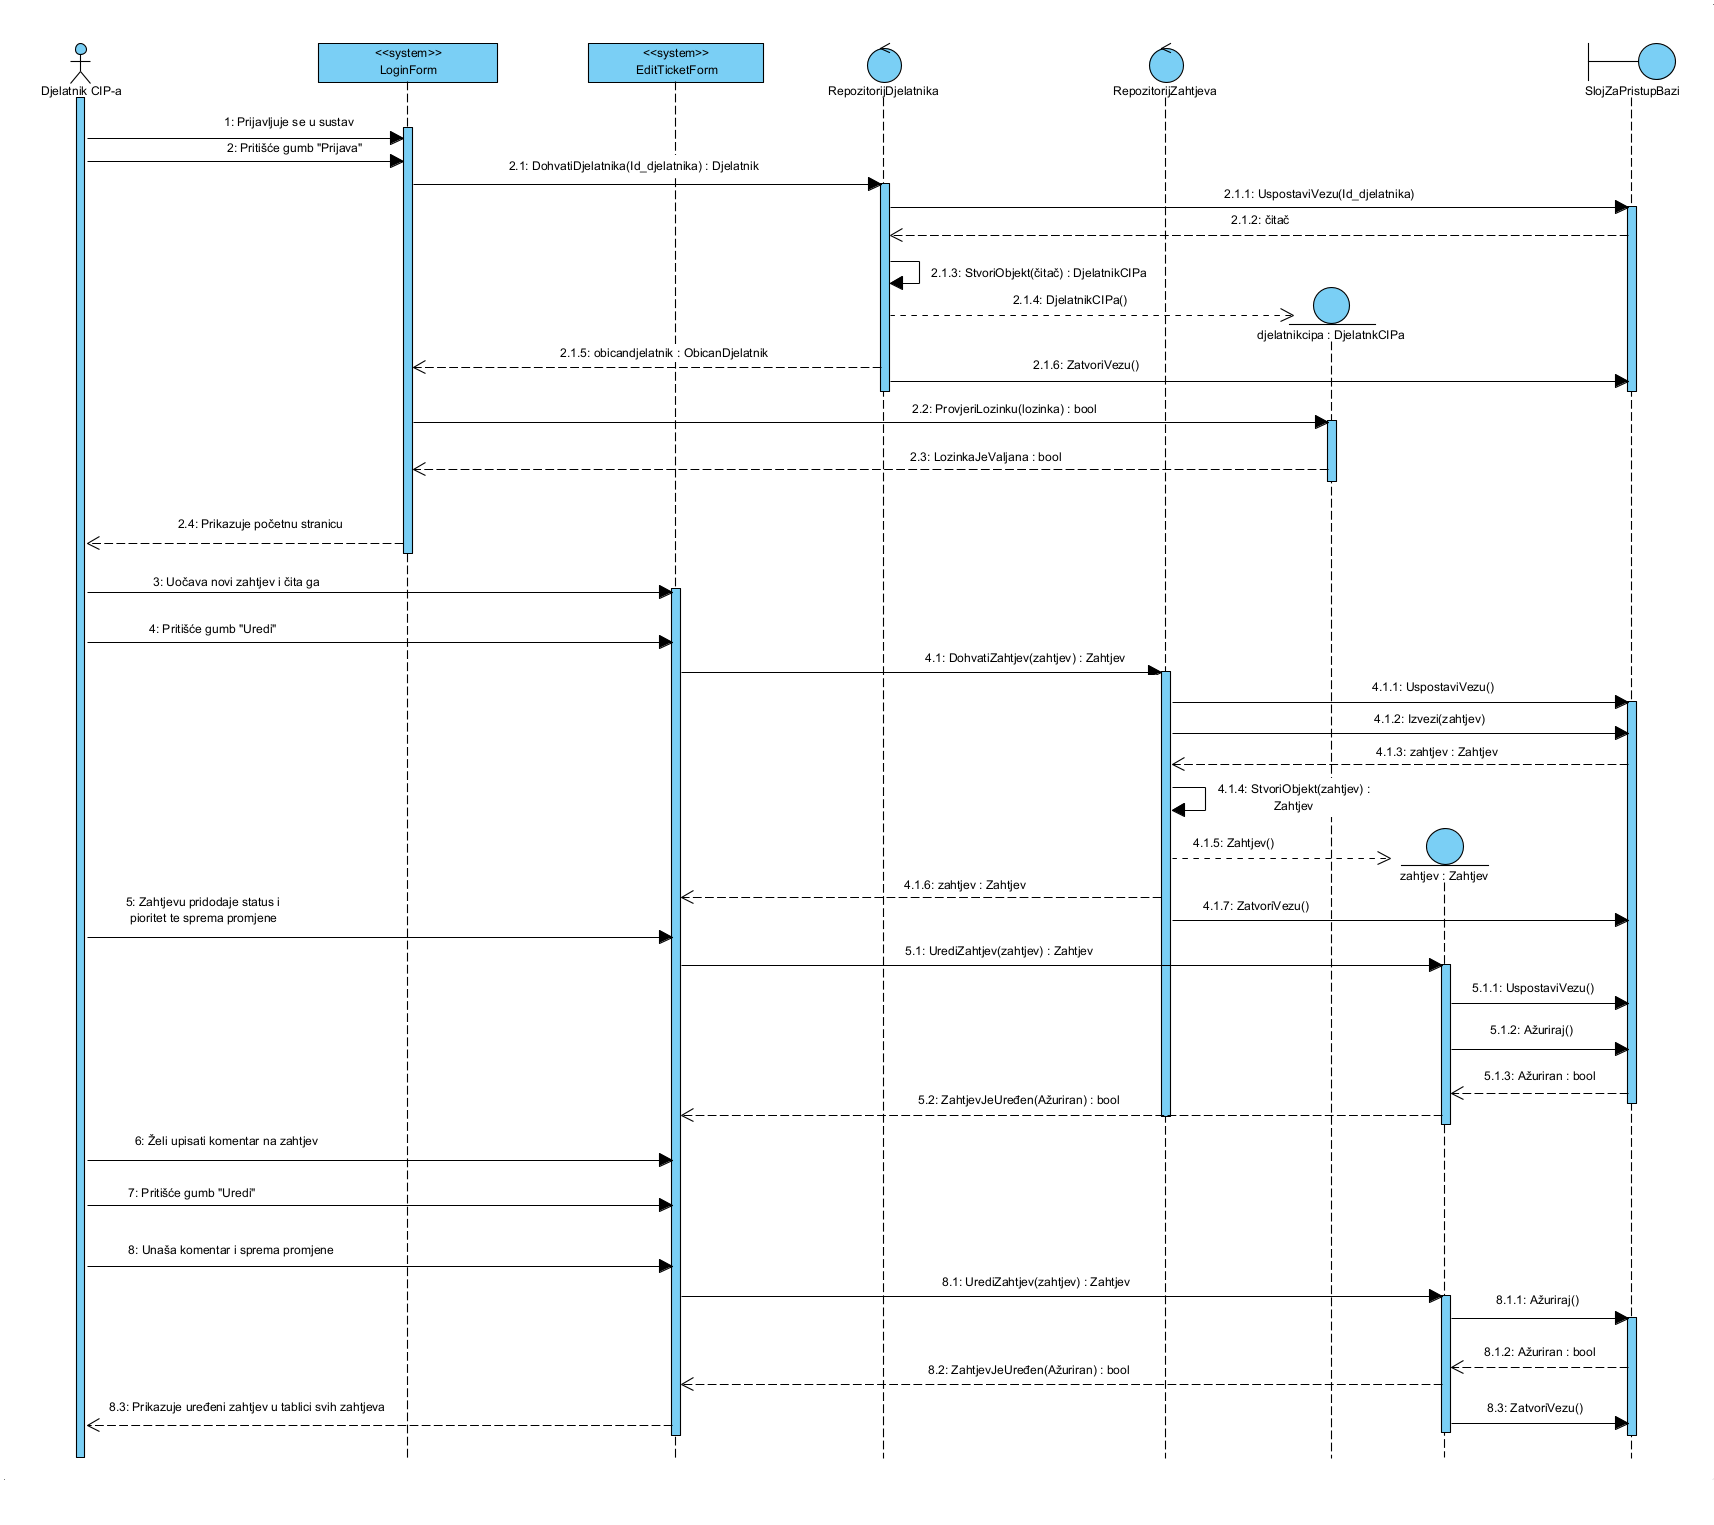 <<system>>
LoginForm
<<system>>
EditTicketForm
Djelatnik CIP-a
RepozitorijDjelatnika
RepozitorijZahtjeva
SlojZaPristupBazi
1: Prijavljuje se u sustav
2: Pritišće gumb "Prijava"
2.1: DohvatiDjelatnika(Id_djelatnika) : Djelatnik
2.1.1: UspostaviVezu(Id_djelatnika)
2.1.2: čitač
2.1.3: StvoriObjekt(čitač) : DjelatnikCIPa
2.1.4: DjelatnikCIPa()
djelatnikcipa : DjelatnkCIPa
2.1.5: obicandjelatnik : ObicanDjelatnik
2.1.6: ZatvoriVezu()
2.2: ProvjeriLozinku(lozinka) : bool
2.3: LozinkaJeValjana : bool
2.4: Prikazuje početnu stranicu
3: Uočava novi zahtjev i čita ga
4: Pritišće gumb "Uredi"
4.1: DohvatiZahtjev(zahtjev) : Zahtjev
4.1.1: UspostaviVezu()
4.1.2: Izvezi(zahtjev)
4.1.3: zahtjev : Zahtjev
4.1.4: StvoriObjekt(zahtjev) :
Zahtjev
4.1.5: Zahtjev()
zahtjev : Zahtjev
4.1.6: zahtjev : Zahtjev
5: Zahtjevu pridodaje status i
pioritet te sprema promjene
4.1.7: ZatvoriVezu()
5.1: UrediZahtjev(zahtjev) : Zahtjev
5.1.1: UspostaviVezu()
5.1.2: Ažuriraj()
5.1.3: Ažuriran : bool
5.2: ZahtjevJeUređen(Ažuriran) : bool
6: Želi upisati komentar na zahtjev
7: Pritišće gumb "Uredi"
8: Unaša komentar i sprema promjene
8.1: UrediZahtjev(zahtjev) : Zahtjev
8.1.1: Ažuriraj()
8.1.2: Ažuriran : bool
8.2: ZahtjevJeUređen(Ažuriran) : bool
8.3: Prikazuje uređeni zahtjev u tablici svih zahtjeva
8.3: ZatvoriVezu()